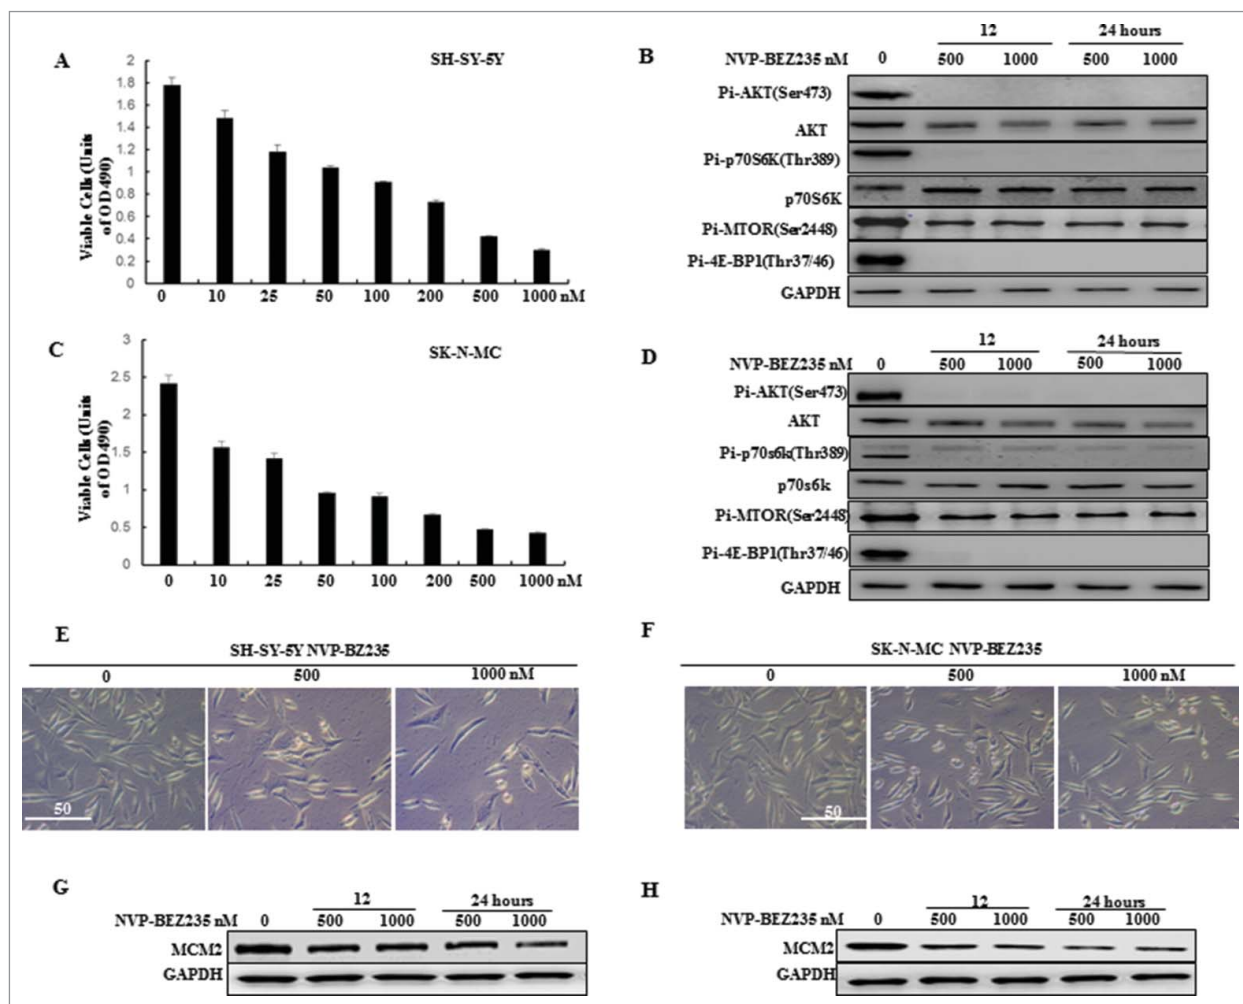 A
SH-SY-5Y
Viable Cells (Units
of OD490)
2
1.8
1.6
1.4
1.2
1
0.8
0.6
0.4
0.2
0
0 10 25 50 100 200 500 1000 nM
B
12 24 hours
NVP-BEZ235 nM 0 500 1000 500 1000
Pi-AKT(Ser473)
AKT
Pi-p70S6K(Thr389)
p70S6K
Pi-MTOR(Ser2448)
Pi-4E-BP1(Thr37/46)
GAPDH
C
SK-N-MC
Viable Cells (Units
of OD490)
3
2.5
2
1.5
1
0.5
0
0 10 25 50 100 200 500 1000 nM
D
12 24 hours
NVP-BEZ235 nM 0 500 1000 500 1000
Pi-AKT(Ser473)
AKT
Pi-p70s6k(Thr389)
p70s6k
Pi-MTOR(Ser2448)
Pi-4E-BP1(Thr37/46)
GAPDH
E
SH-SY-5Y NVP-BZ235
0 500 1000 nM
50
F
SK-N-MC NVP-BEZ235
0 500 1000 nM
50
G
12 24 hours
NVP-BEZ235 nM 0 500 1000 500 1000
MCM2
GAPDH
H
12 24 hours
NVP-BEZ235 nM 0 500 1000 500 1000
MCM2
GAPDH